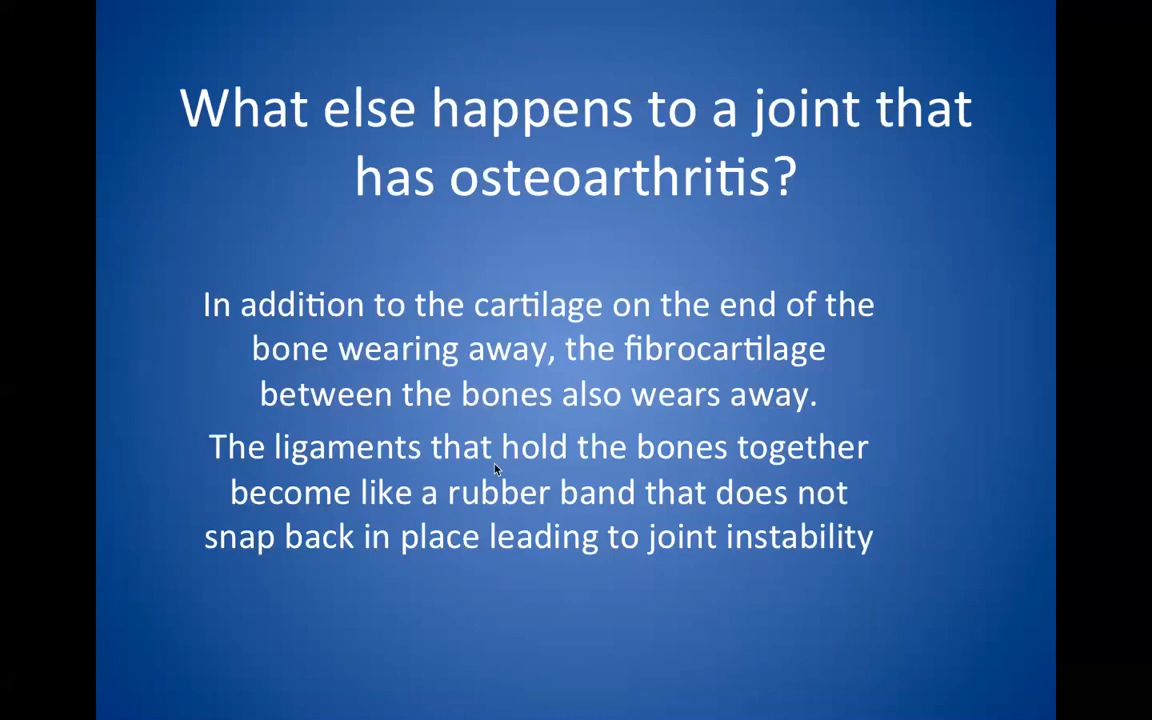 What else happens to a joint that
has osteoarthritis?
In addition to the cartilage on the end of the
bone wearing away, the fibrocartilage
between the bones also wears away.
The ligaments that hold the bones together
become like a rubber band that does not
snap back in place leading to joint instability